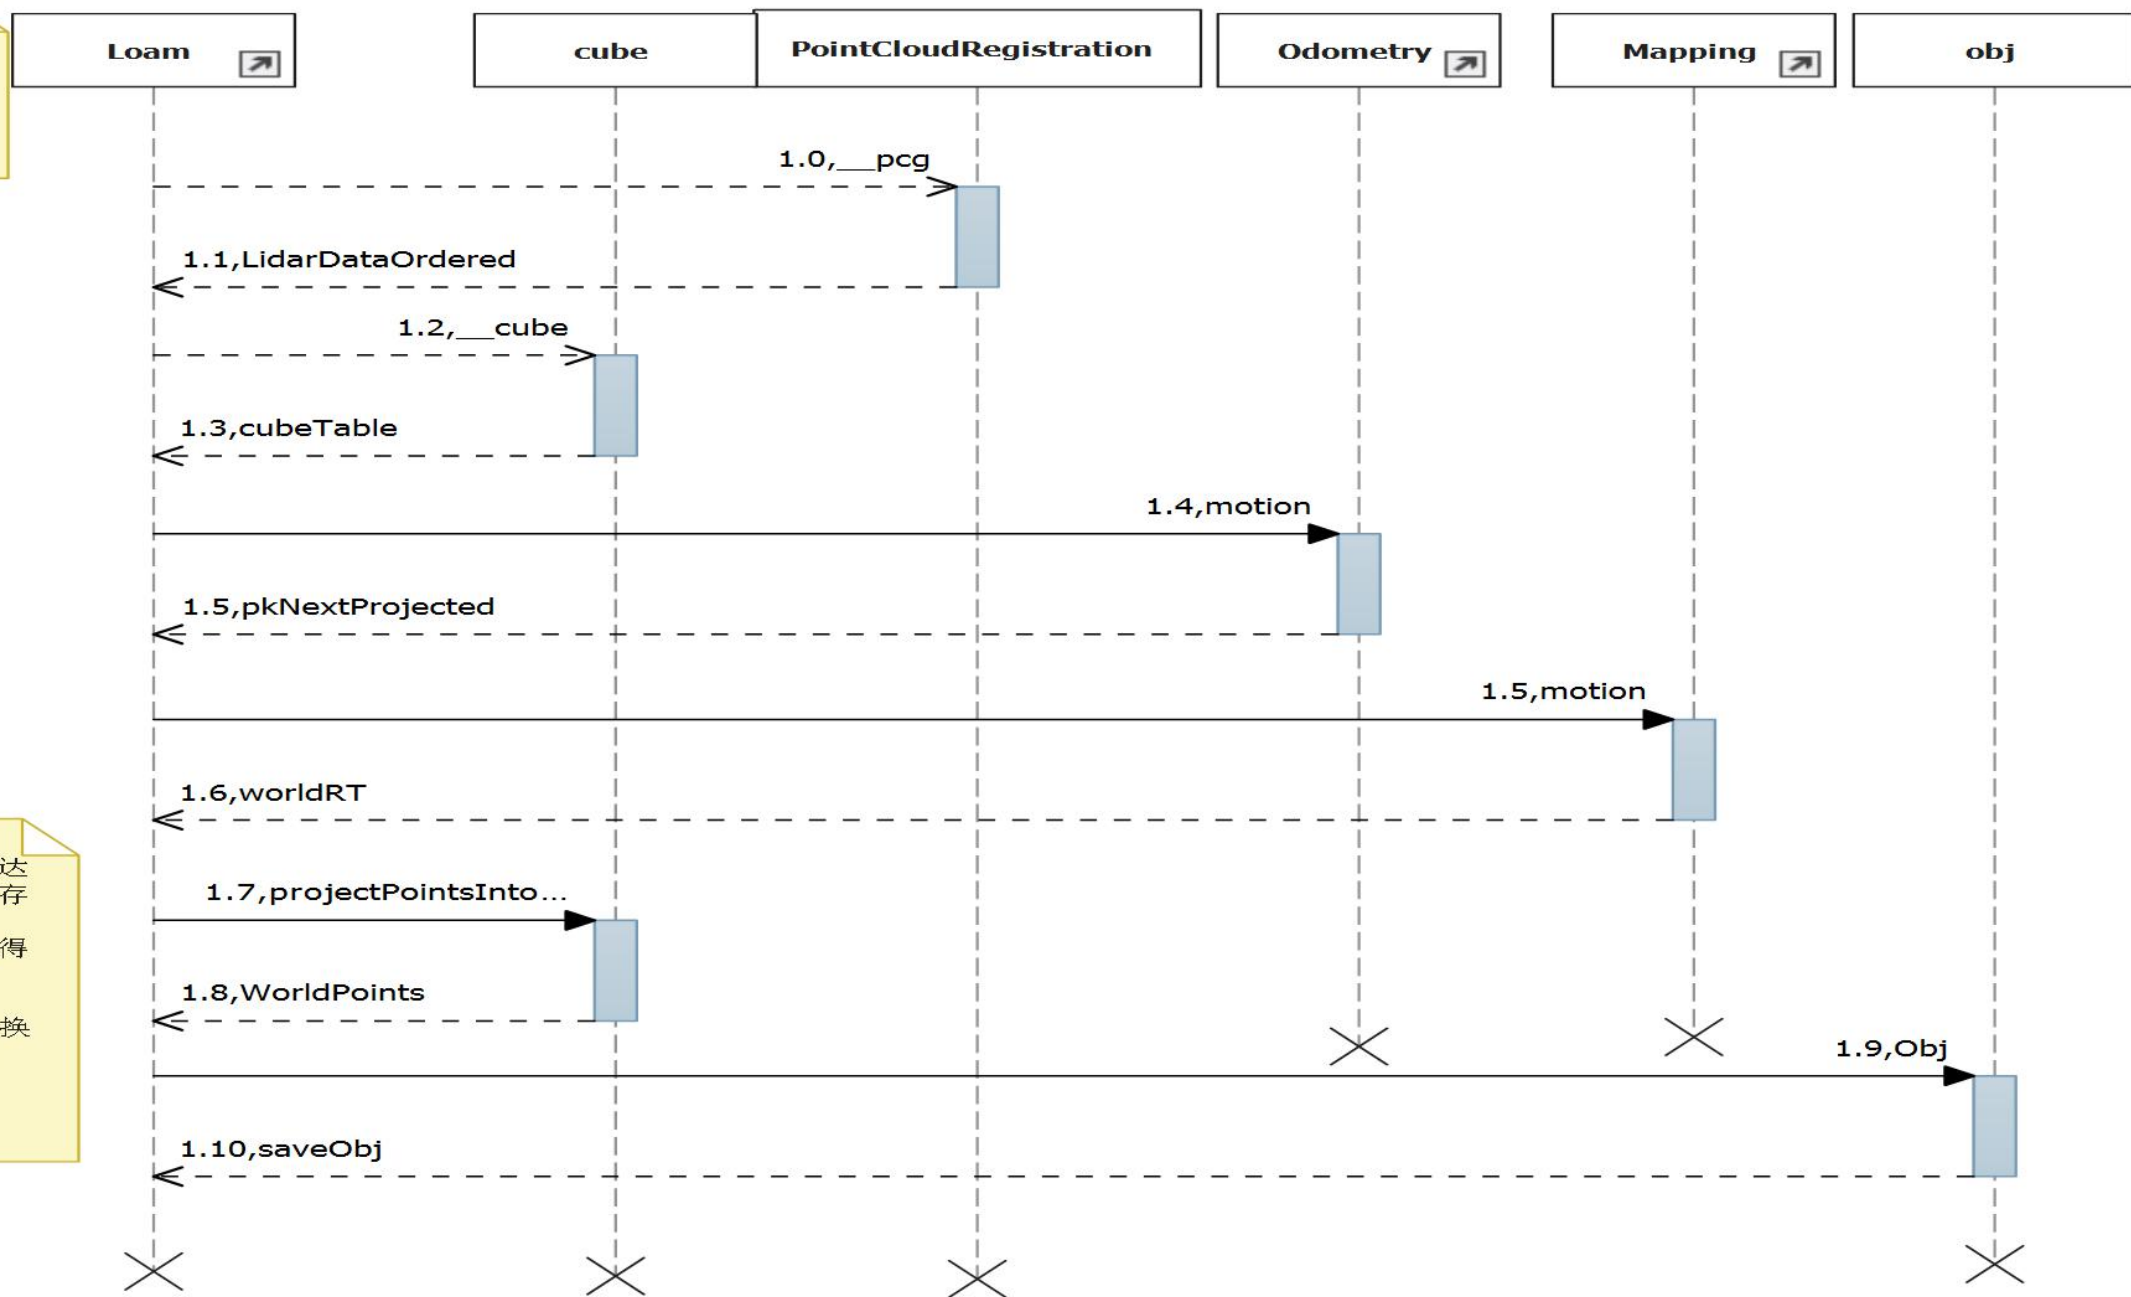 Loam
cube
PointCloudRegistration
Odometry
Mapping
obj
1.0,__pcg
1.1,LidarDataOrdered
1.2,__cube
1.3,cubeTable
1.4,motion
1.5,pkNextProjected
1.5,motion
1.6,worldRT
达
存
1.7,projectPointsInto...
得
1.8,WorldPoints
换
1.9,Obj
1.10,saveObj